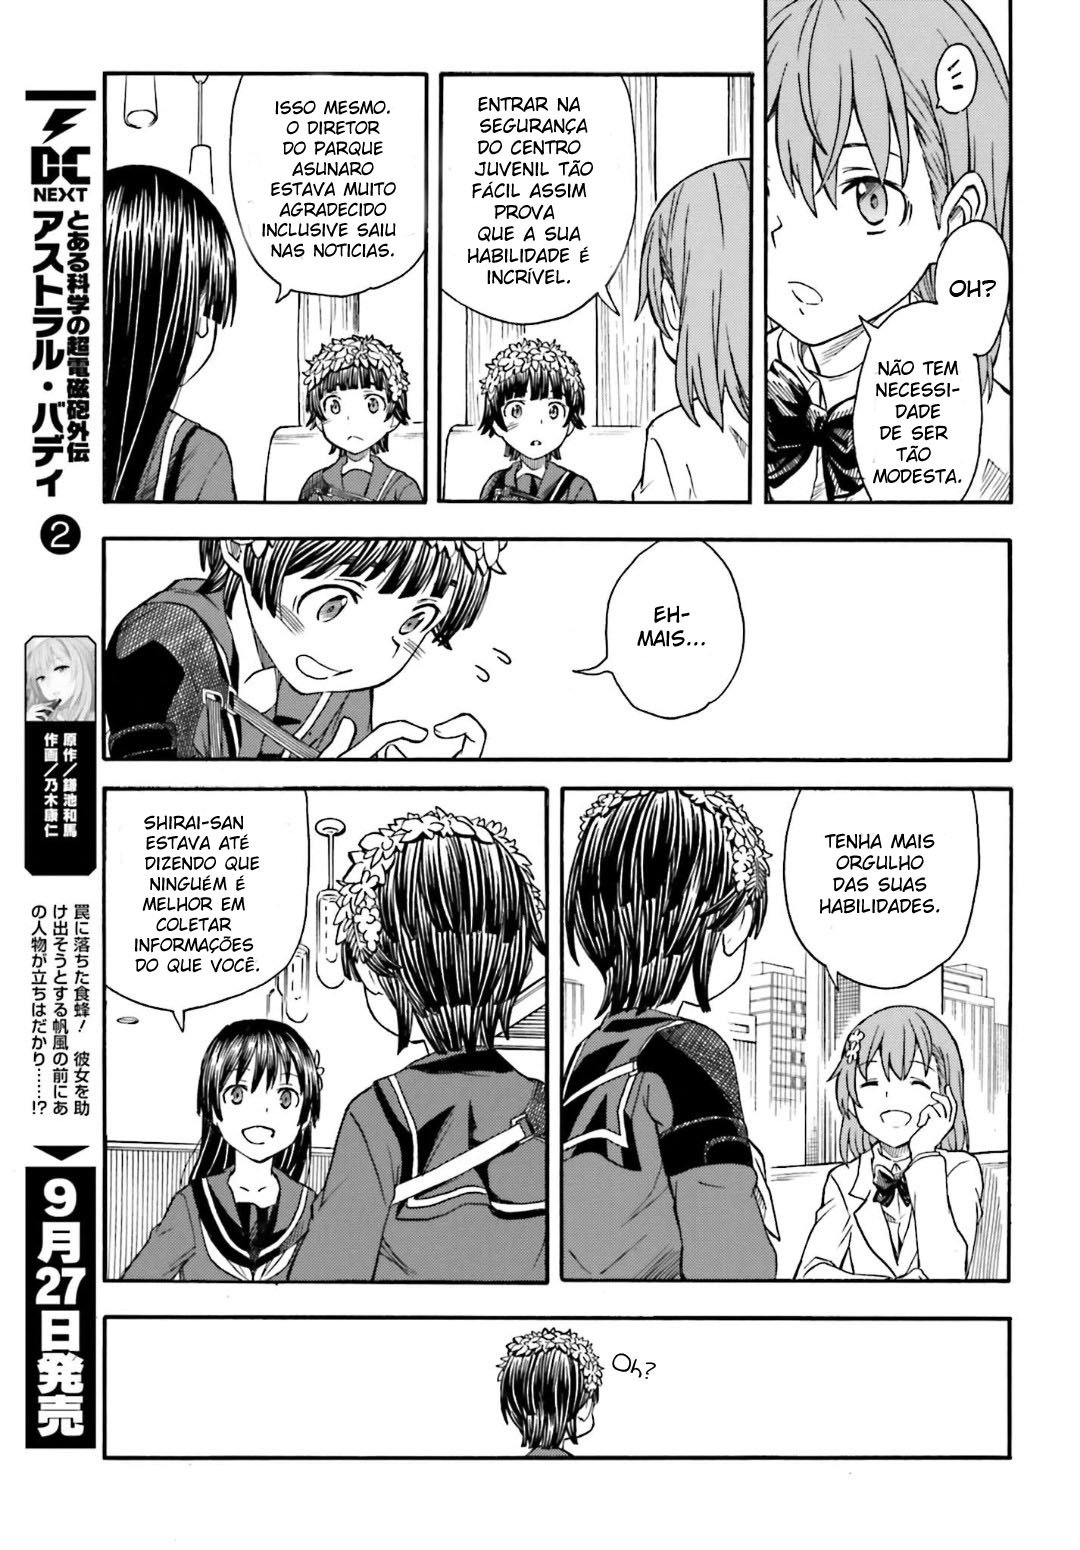 OH?
NÃO TEM
NECESSI-
DADE
DE SER
TÃO
MODESTA.
ENTRAR NA
SEGURANÇA
DO CENTRO
JUVENIL TÃO
FÁCIL ASSIM
PROVA
QUE A SUA
HABILIDADE É
INCRÍVEL.
ISSO MESMO.
O DIRETOR
DO PARQUE
ASUNARO
ESTAVA MUITO
AGRADECIDO
INCLUSIVE SAIU
NAS NOTICIAS.
EH-
MAIS...
TENHA MAIS
ORGULHO
DAS SUAS
HABILIDADES.
SHIRAI-SAN
ESTAVA ATÉ
DIZENDO QUE
NINGUÉM É
MELHOR EM
COLETAR
INFORMAÇÕES
DO QUE VOCÊ.
Oh?
DC
NEXT
とある科学の超電磁砲外伝
アストラル・バディ
2
原作/鎌池和馬
作画/乃木康仁
罠に落ちた食蜂! 彼女を助
け出そうとする帆風の前にあ
の人物が立ちはだかり……!?
9月27日発売